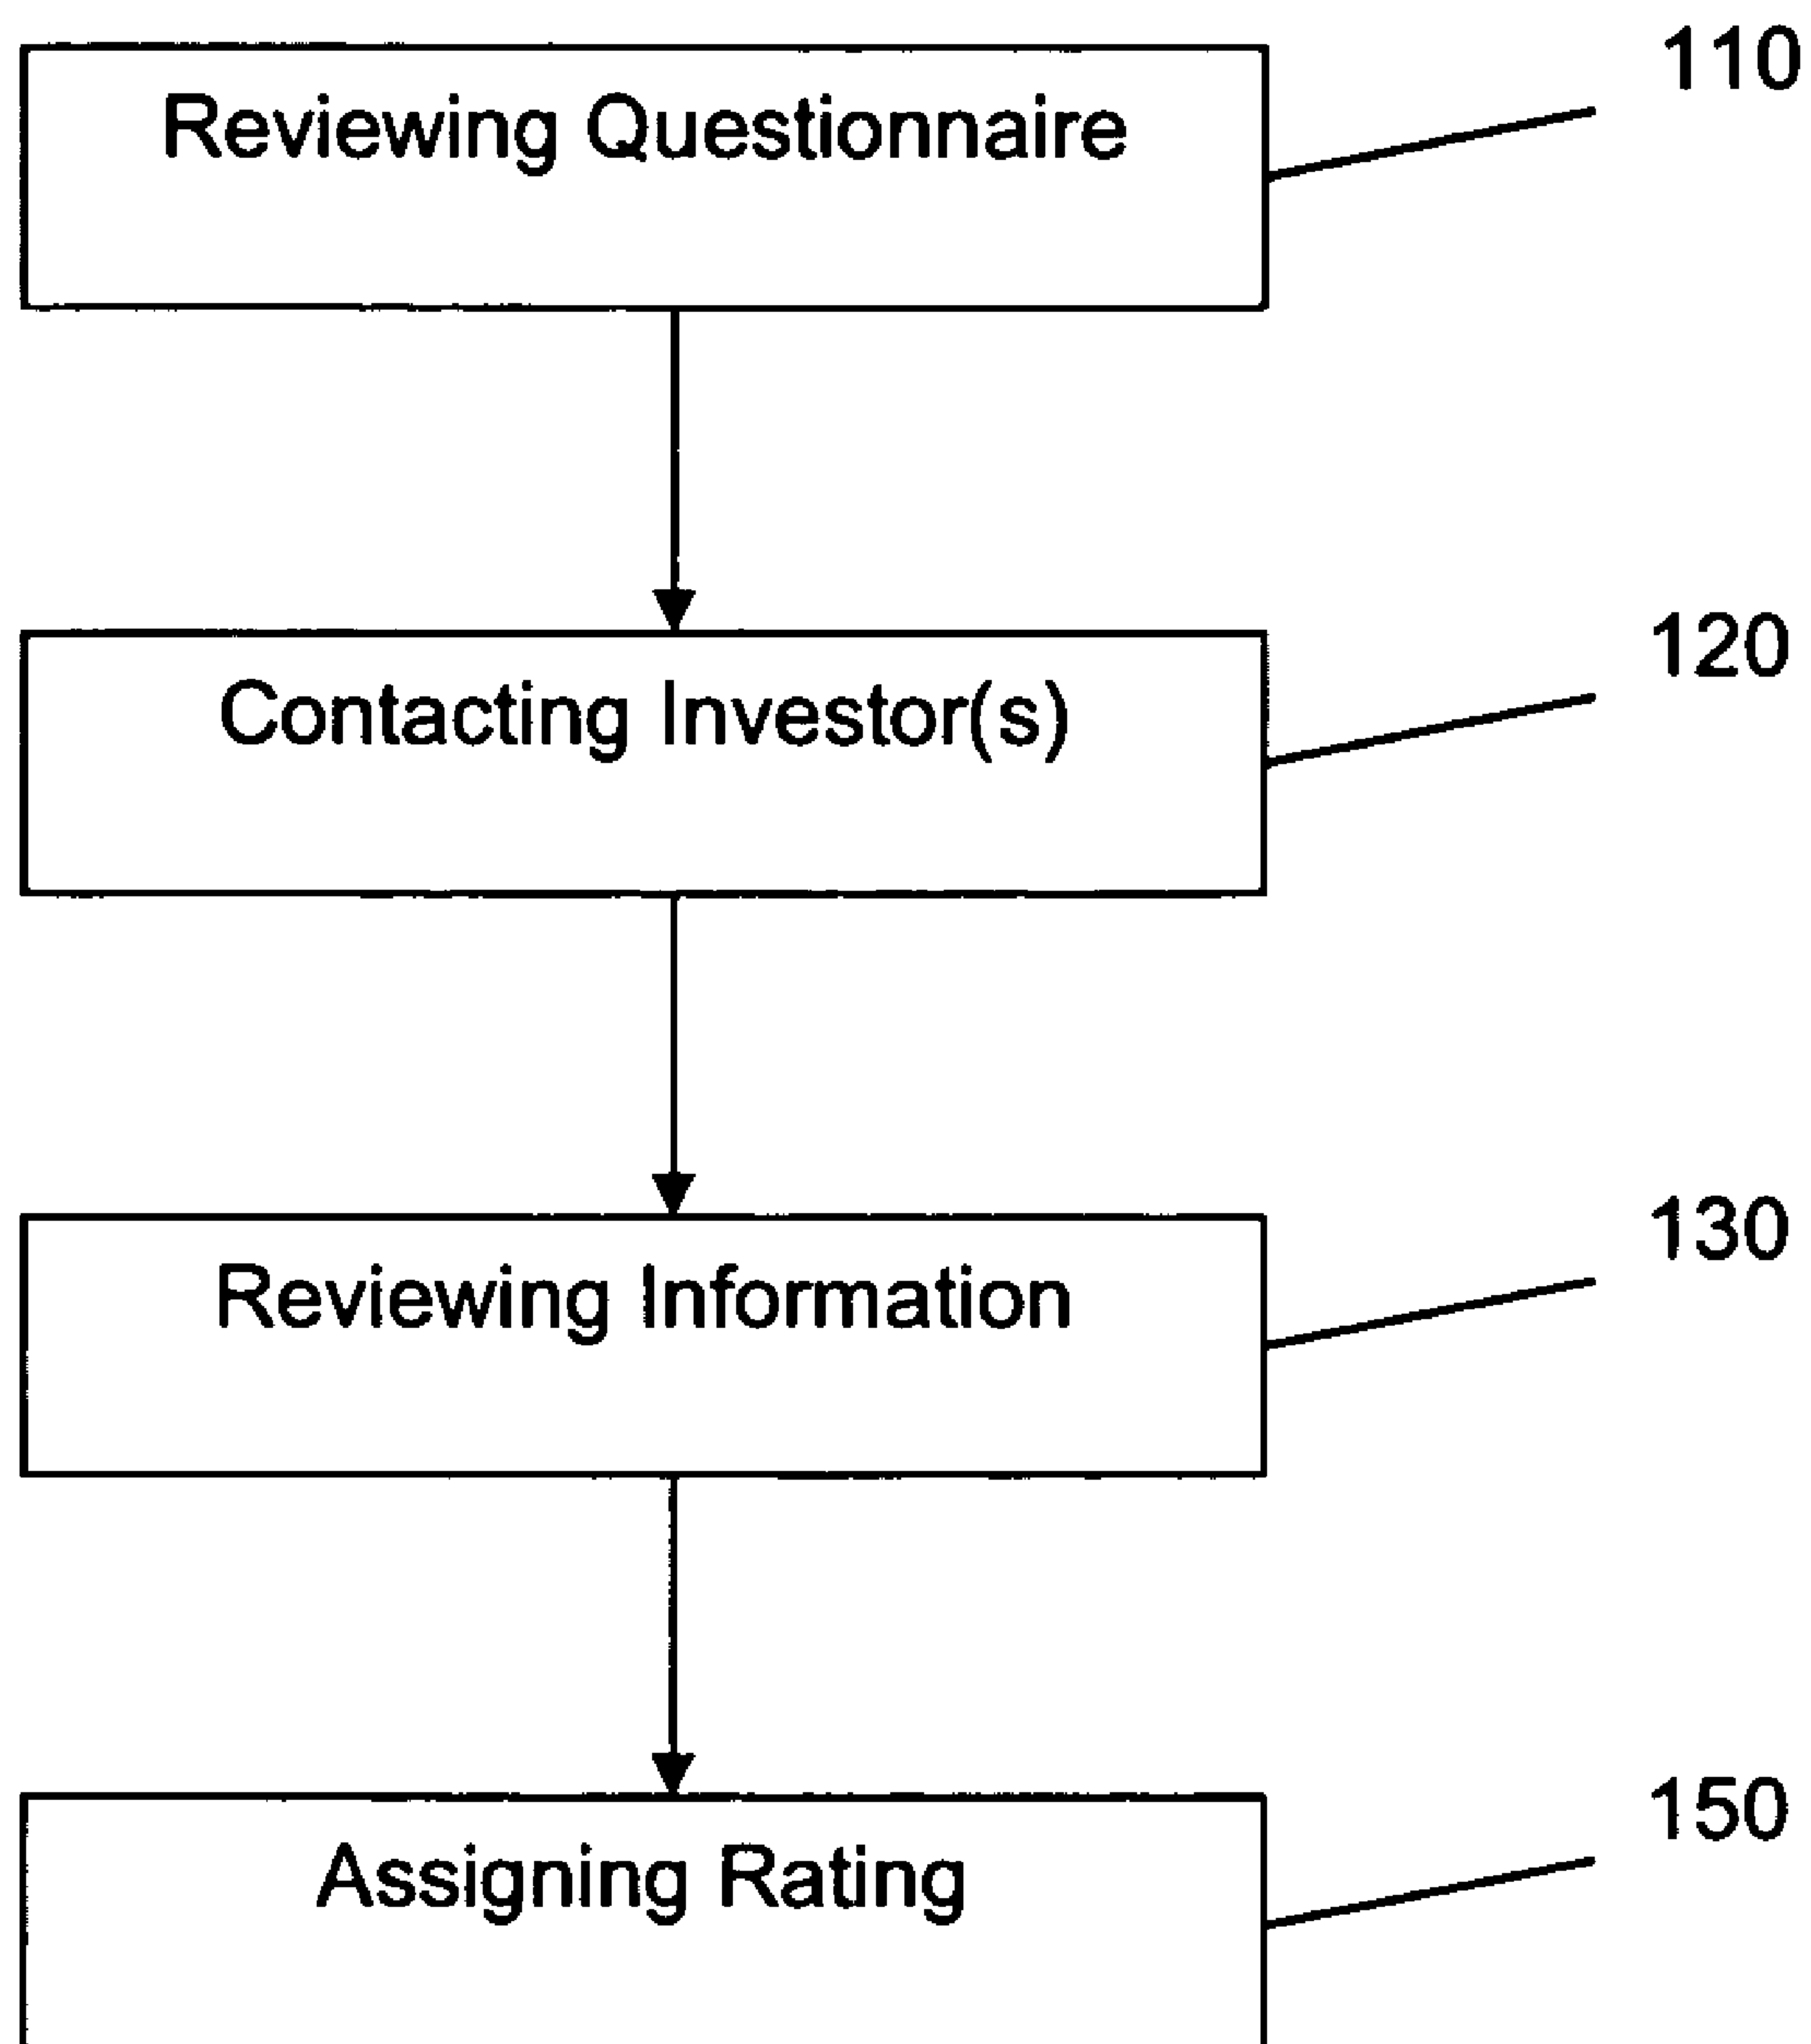 110
Reviewing Questionnaire
120
Contacting Investor(s)
130
Reviewing Information
150
Assigning Rating